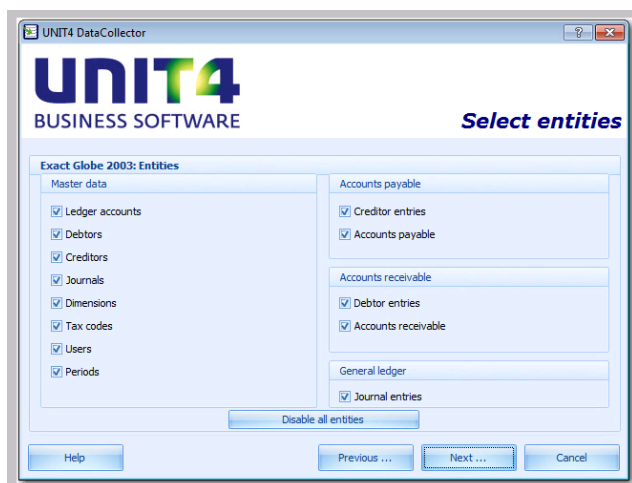 UNIT4 DataCollector
UNIT4
BUSINESS SOFTWARE
Select entities
Exact Globe 2003: Entities
Master data
Ledger accounts
Debtors
Creditors
Journals
Dimensions
Tax codes
Users
Periods
Accounts payable
Creditor entries
Accounts payable
Accounts receivable
Debtor entries
Accounts receivable
General ledger
Journal entries
Disable all entities
Help
Previous ...
Next ...
Cancel